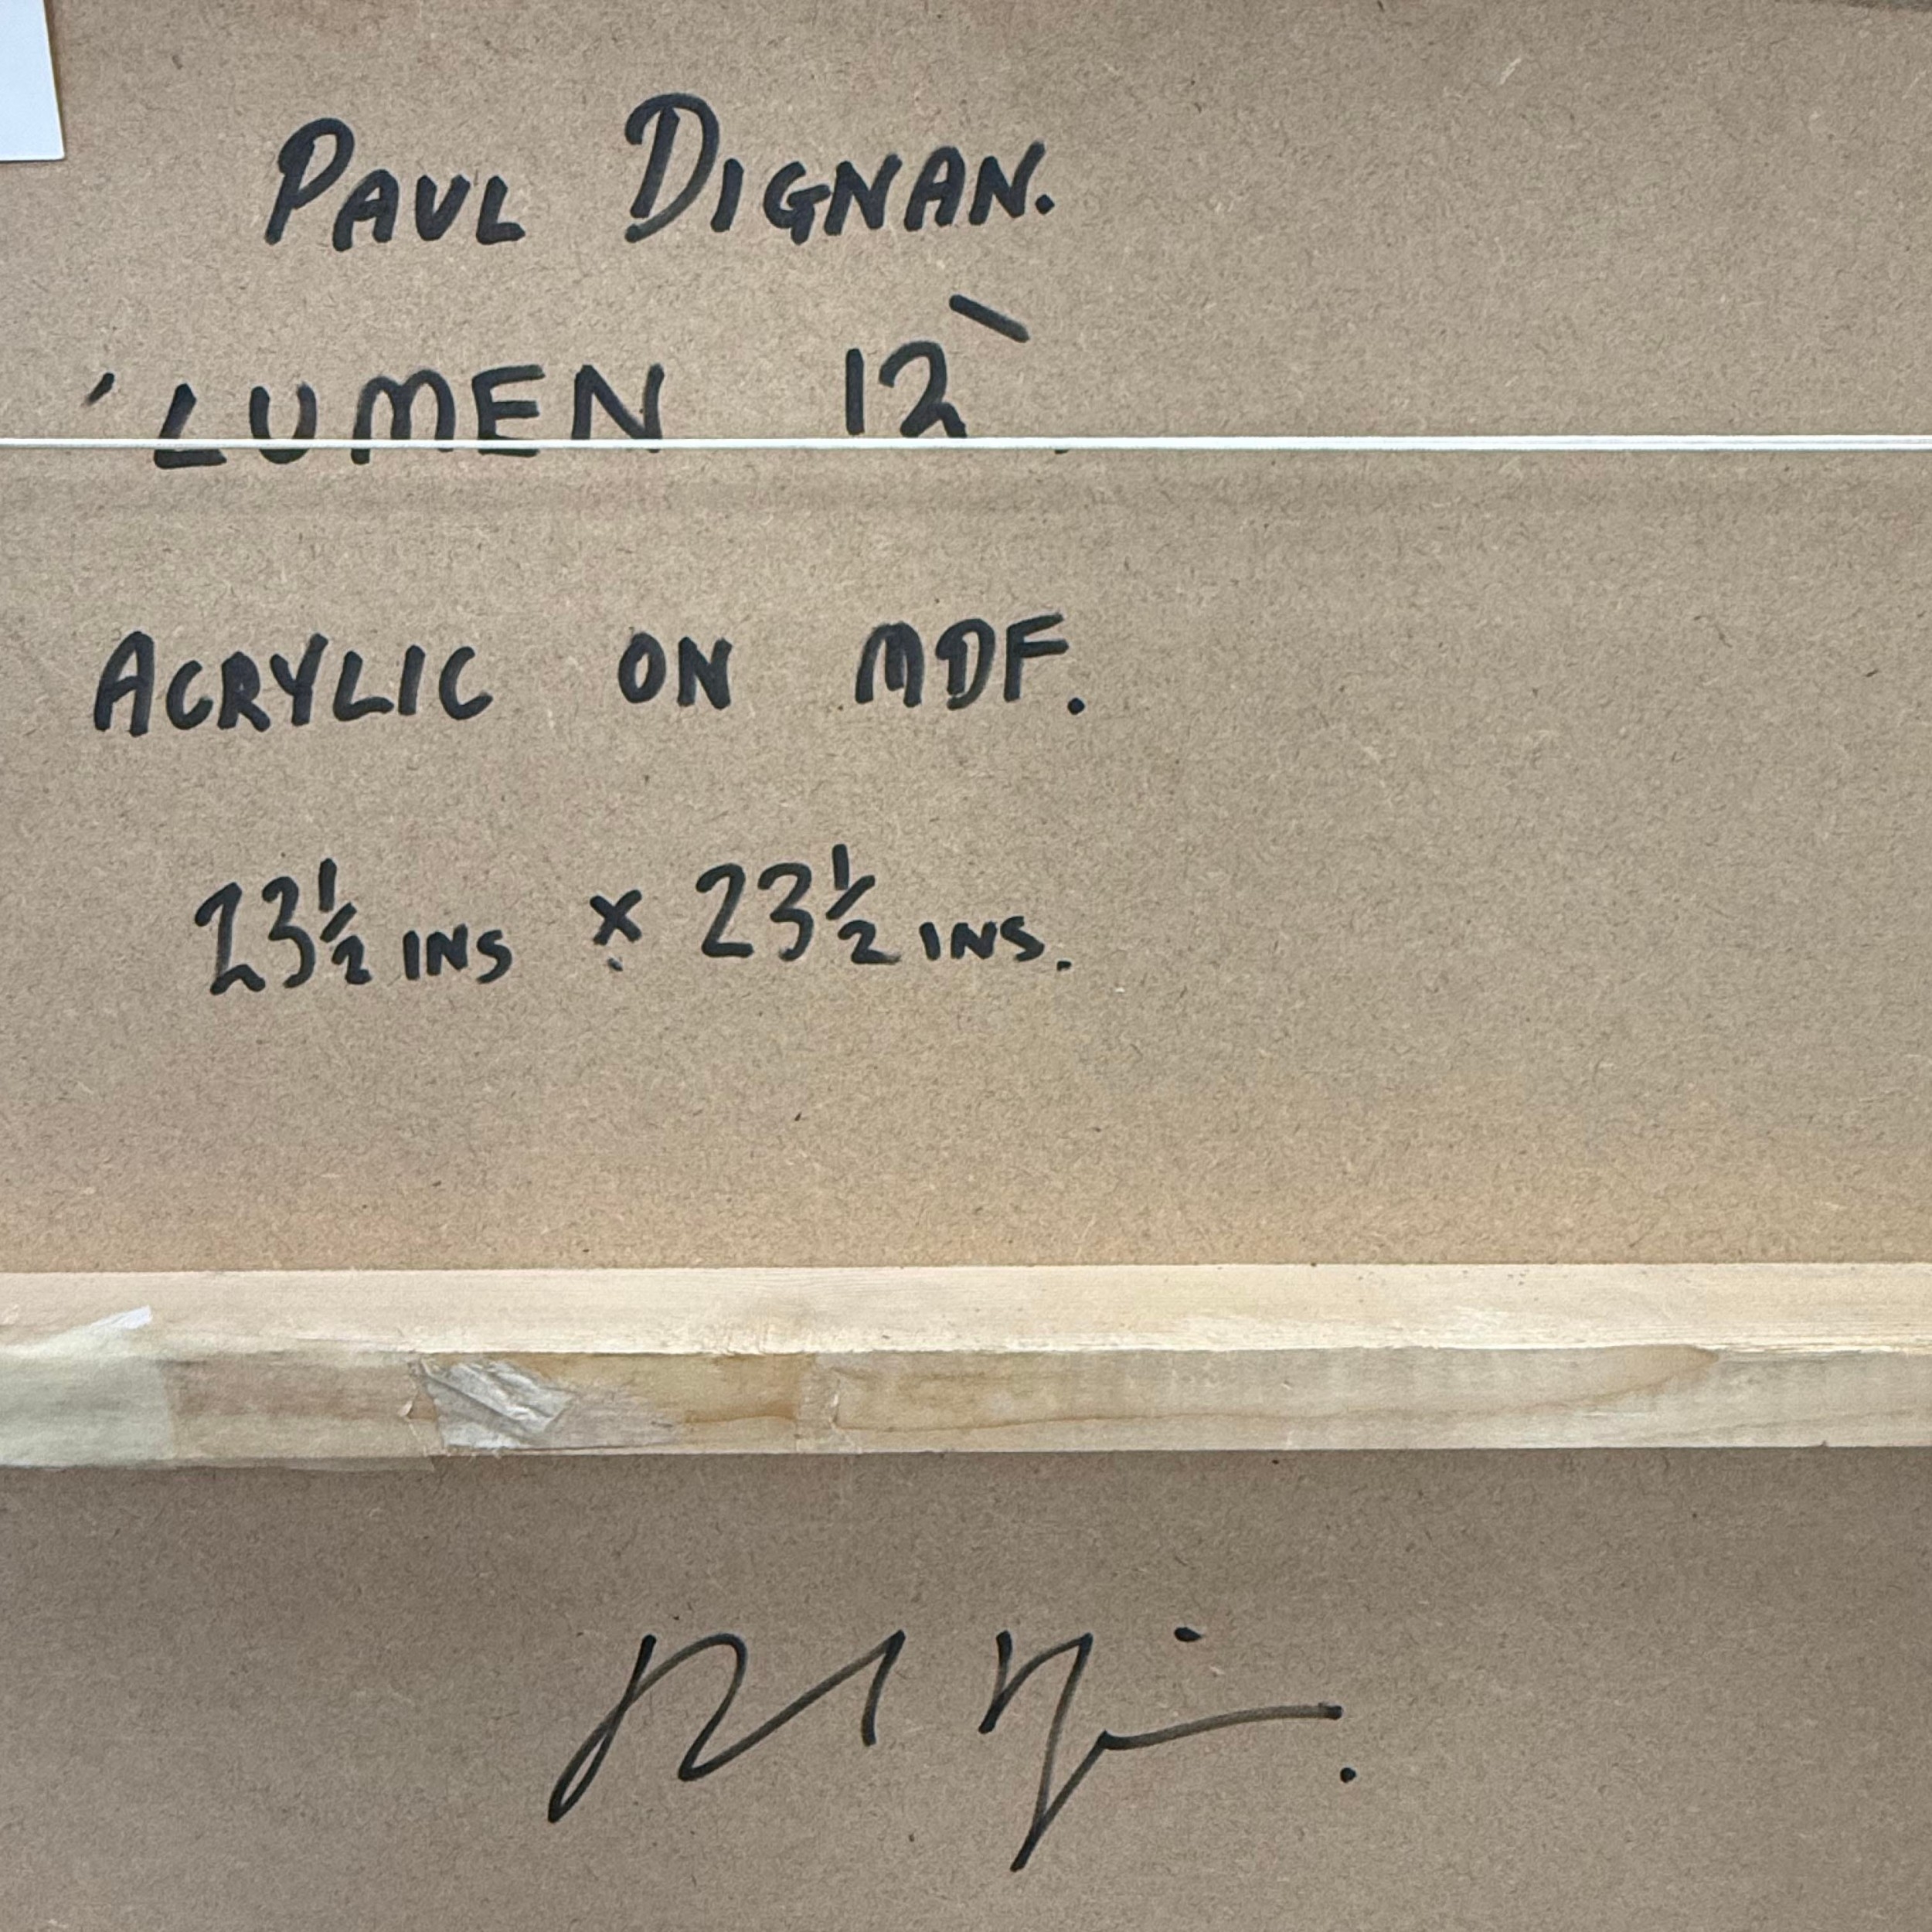 PAUL DIGNAN.
'LUMEN 12'
ACRYLIC ON MDF.
23½ INS x 23½ INS.